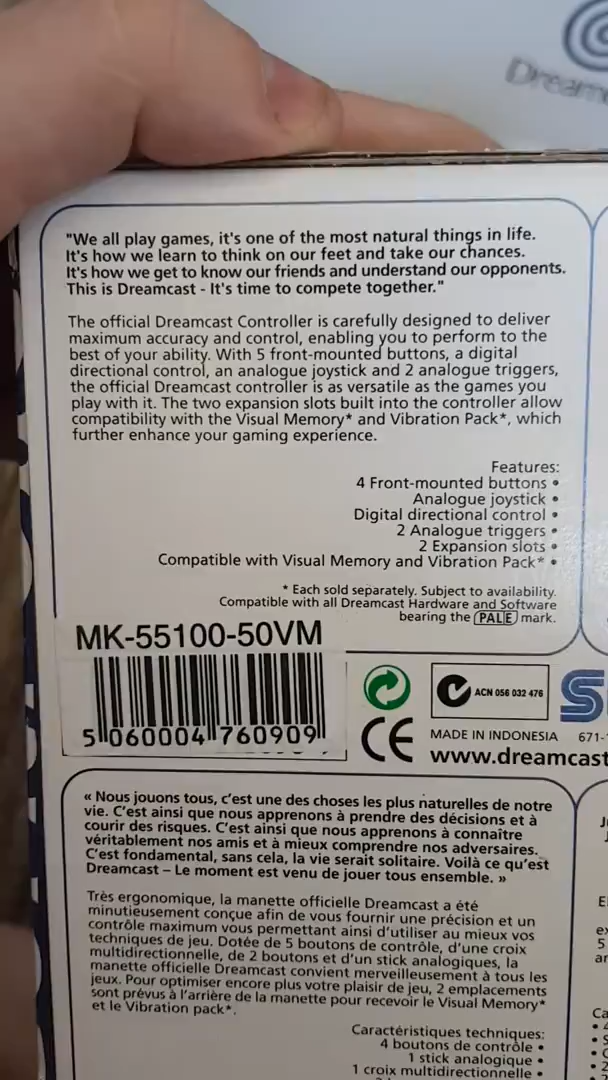 "We all play games, it's one of the most natural things in life.
It's how we learn to think on our feet and take our chances.
It's how we get to know our friends and understand our opponents.
This is Dreamcast - It's time to compete together."
The official Dreamcast Controller is carefully designed to deliver
maximum accuracy and control, enabling you to perform to the
best of your ability. With 5 front-mounted buttons, a digital
directional control, an analogue joystick and 2 analogue triggers,
the official Dreamcast controller is as versatile as the games you
play with it. The two expansion slots built into the controller allow
compatibility with the Visual Memory* and Vibration Pack*, which
further enhance your gaming experience.
Features:
4 Front-mounted buttons •
Analogue joystick •
Digital directional control •
2 Analogue triggers •
2 Expansion slots •
Compatible with Visual Memory and Vibration Pack* •
* Each sold separately. Subject to availability.
Compatible with all Dreamcast Hardware and Software
bearing the PAL/E mark.
MK-55100-50VM
5 060004 760909
ACN 056 032 476
CE
MADE IN INDONESIA 671-
www.dreamcast
« Nous jouons tous, c'est une des choses les plus naturelles de notre
vie. C'est ainsi que nous apprenons à prendre des décisions et à
courir des risques. C'est ainsi que nous apprenons à connaître
véritablement nos amis et à mieux comprendre nos adversaires.
C'est fondamental, sans cela, la vie serait solitaire. Voilà ce qu'est
Dreamcast – Le moment est venu de jouer tous ensemble. »
Très ergonomique, la manette officielle Dreamcast a été
minutieusement conçue afin de vous fournir une précision et un
contrôle maximum vous permettant ainsi d'utiliser au mieux vos
techniques de jeu. Dotée de 5 boutons de contrôle, d'une croix
multidirectionnelle, de 2 boutons et d'un stick analogiques, la
manette officielle Dreamcast convient merveilleusement à tous les
jeux. Pour optimiser encore plus votre plaisir de jeu, 2 emplacements
sont prévus à l'arrière de la manette pour recevoir le Visual Memory*
et le Vibration pack*.
Caractéristiques techniques:
4 boutons de contrôle •
1 stick analogique •
1 croix multidirectionnelle •